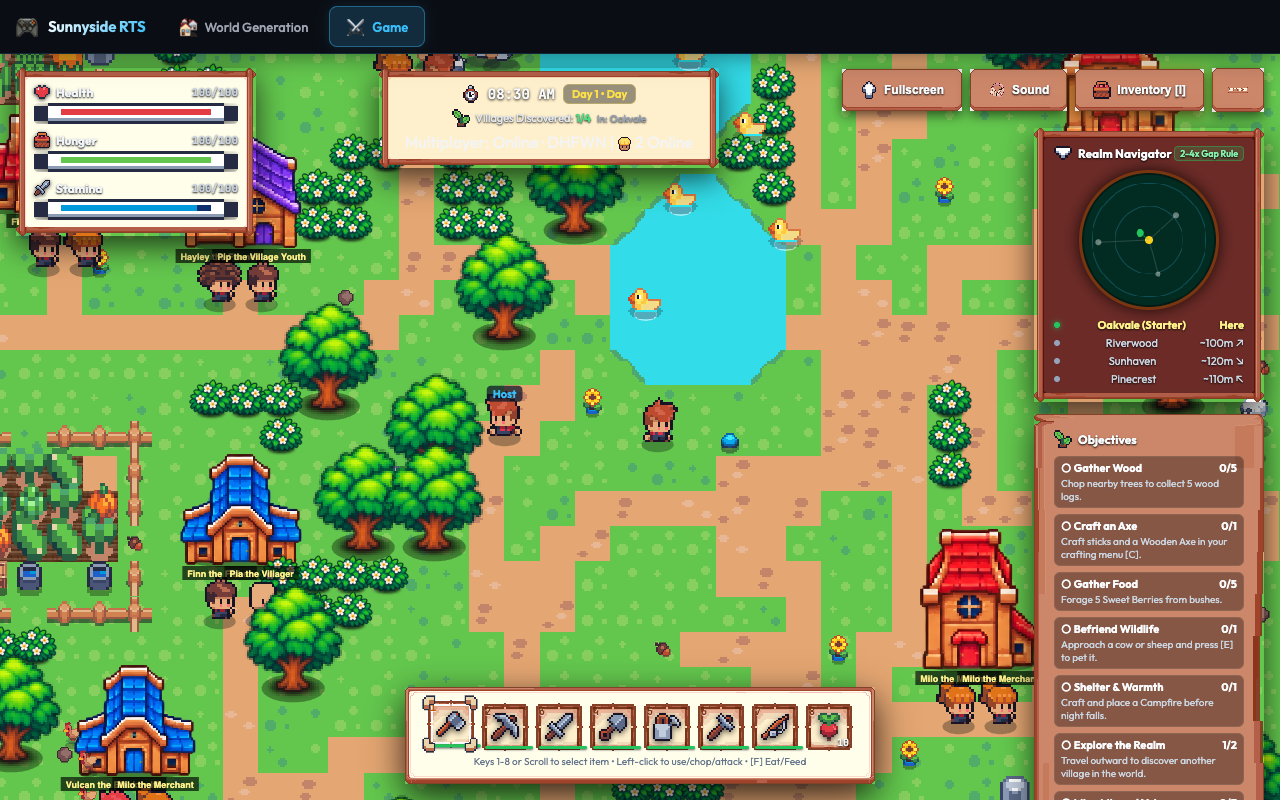 Sunnyside RTS
World Generation
Game
Health 100/100
Hunger 100/100
Stamina 100/100
08:30 AM Day 1 • Day
Villages Discovered: 1/4 In: Oakvale
Multiplayer: Online
Online
Fullscreen
Sound
Inventory [I]
Realm Navigator 2-4x Gap Rule
Oakvale (Starter) Here
Riverwood ~100m ↗
Sunhaven ~120m ↘
Pinecrest ~110m ↖
Objectives
Gather Wood 0/5
Chop nearby trees to collect 5 wood
logs.
Craft an Axe 0/1
Craft sticks and a Wooden Axe in your
crafting menu [C].
Gather Food 0/5
Forage 5 Sweet Berries from bushes.
Befriend Wildlife 0/1
Approach a cow or sheep and press [E]
to pet it.
Shelter & Warmth 0/1
Craft and place a Campfire before
night falls.
Explore the Realm 1/2
Travel outward to discover another
village in the world.
Hayley
Pip the Village Youth
Host
Finn the
Pia the Villager
Milo the
Milo the Merchan
Vulcan the
Milo the Merchant
10
Keys 1-8 or Scroll to select item • Left-click to use/chop/attack • [F] Eat/Feed